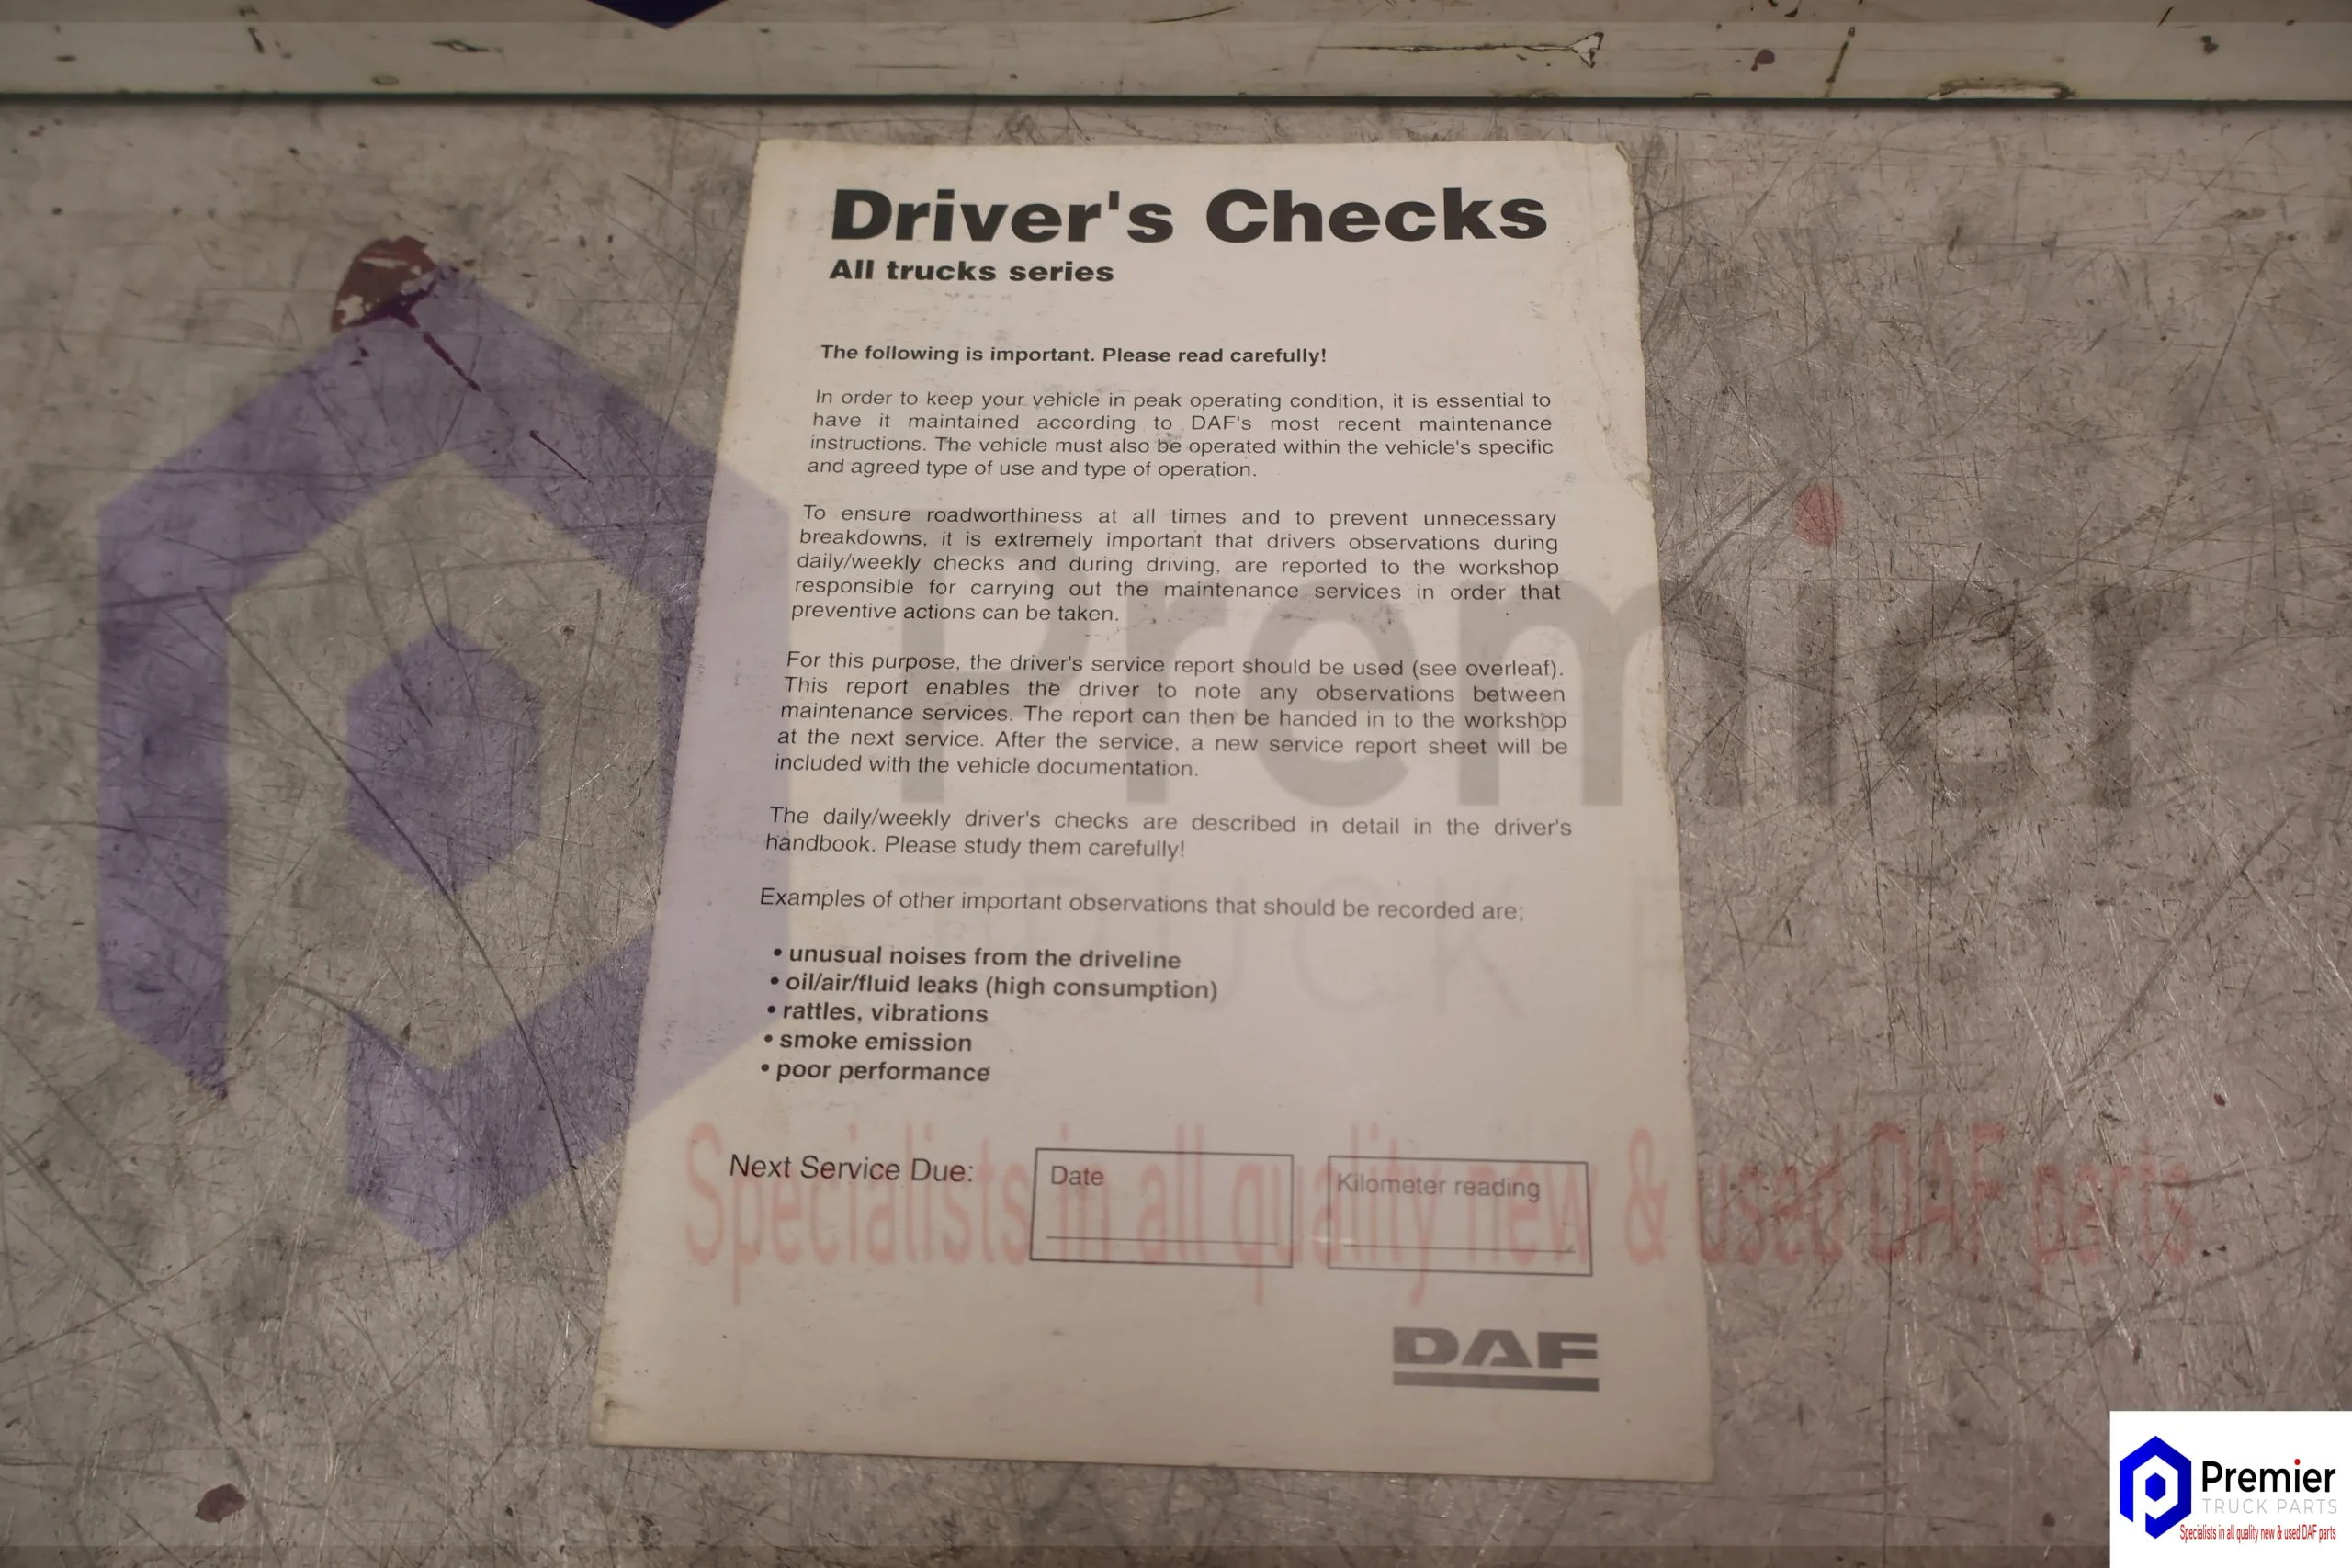 Driver's Checks
All trucks series
The following is important. Please read carefully!
In order to keep your vehicle in peak operating condition, it is essential to
have it maintained according to DAF's most recent maintenance
instructions. The vehicle must also be operated within the vehicle's specific
and agreed type of use and type of operation.
To ensure roadworthiness at all times and to prevent unnecessary
breakdowns, it is extremely important that drivers observations during
daily/weekly checks and during driving, are reported to the workshop
responsible for carrying out the maintenance services in order that
preventive actions can be taken.
For this purpose, the driver's service report should be used (see overleaf).
This report enables the driver to note any observations between
maintenance services. The report can then be handed in to the workshop
at the next service. After the service, a new service report sheet will be
included with the vehicle documentation.
The daily/weekly driver's checks are described in detail in the driver's
handbook. Please study them carefully!
Examples of other important observations that should be recorded are;
• unusual noises from the driveline
• oil/air/fluid leaks (high consumption)
• rattles, vibrations
• smoke emission
• poor performance
Next Service Due:
Date
Kilometer reading
DAF
Premier
TRUCK P
Specialists in all quality new & used DAF parts
Premier
TRUCK PARTS
Specialists in all quality new & used DAF parts